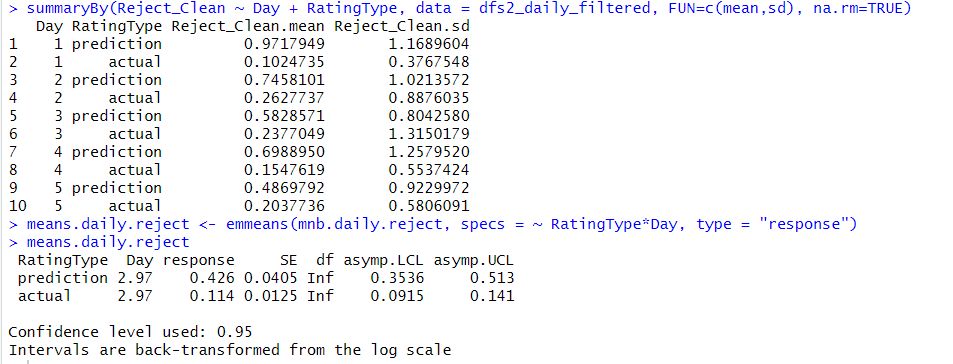 > summaryBy(Reject_Clean ~ Day + RatingType, data = dfs2_daily_filtered, FUN=c(mean,sd), na.rm=TRUE)
   Day RatingType Reject_Clean.mean Reject_Clean.sd
1    1 prediction         0.9717949       1.1689604
2    1     actual         0.1024735       0.3767548
3    2 prediction         0.7458101       1.0213572
4    2     actual         0.2627737       0.8876035
5    3 prediction         0.5828571       0.8042580
6    3     actual         0.2377049       1.3150179
7    4 prediction         0.6988950       1.2579520
8    4     actual         0.1547619       0.5537424
9    5 prediction         0.4869792       0.9229972
10   5     actual         0.2037736       0.5806091
> means.daily.reject <- emmeans(mnb.daily.reject, specs = ~ RatingType*Day, type = "response")
> means.daily.reject
 RatingType  Day response     SE  df asymp.LCL asymp.UCL
 prediction 2.97    0.426 0.0405 Inf    0.3536     0.513
 actual     2.97    0.114 0.0125 Inf    0.0915     0.141
Confidence level used: 0.95
Intervals are back-transformed from the log scale